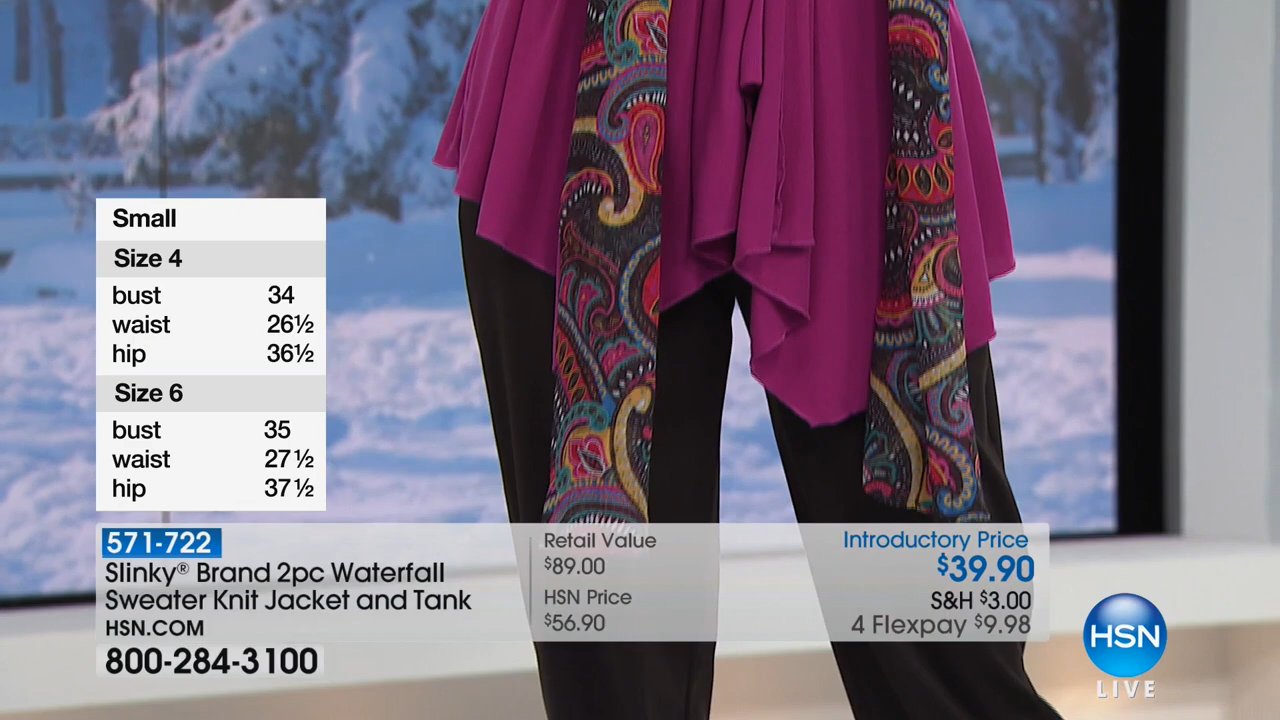 Small
Size 4
bust 34
waist 26½
hip 36½
Size 6
bust 35
waist 27½
hip 37½
571-722
Slinky® Brand 2pc Waterfall
Sweater Knit Jacket and Tank
HSN.COM
800-284-3100
Retail Value
$89.00
HSN Price
$56.90
Introductory Price
$39.90
S&H $3.00
4 Flexpay $9.98
HSN
LIVE